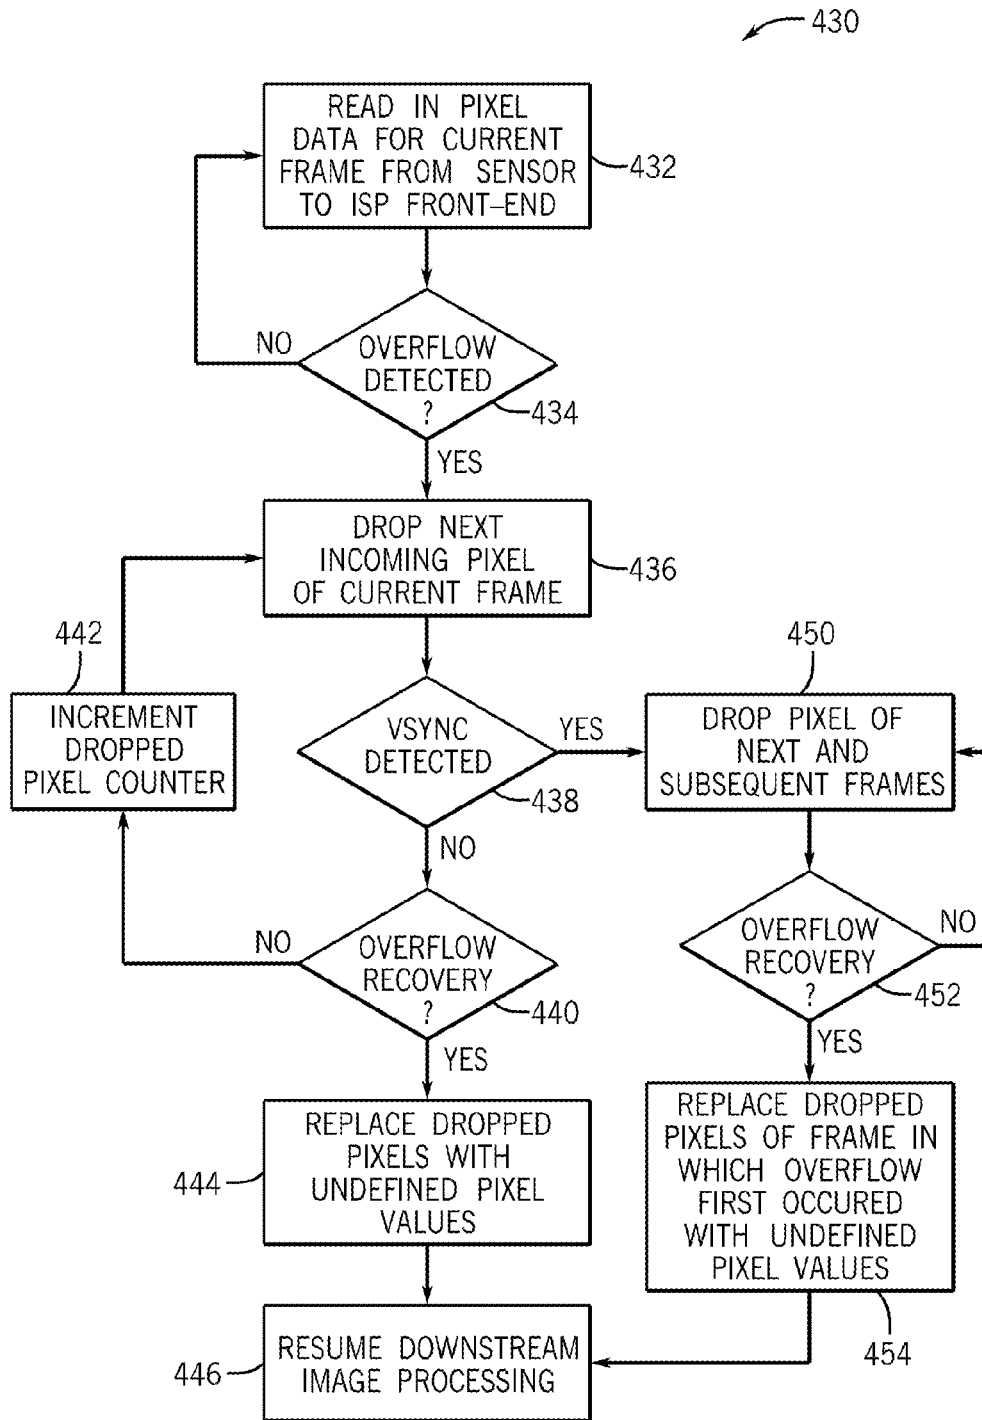 430
READ IN PIXEL
DATA FOR CURRENT
FRAME FROM SENSOR
TO ISP FRONT-END
432
NO
OVERFLOW
DETECTED
?
434
YES
DROP NEXT
INCOMING PIXEL
OF CURRENT FRAME
436
442
INCREMENT
DROPPED
PIXEL COUNTER
VSYNC
DETECTED
438
YES
450
DROP PIXEL OF
NEXT AND
SUBSEQUENT FRAMES
NO
NO
OVERFLOW
RECOVERY
?
440
OVERFLOW
RECOVERY
?
NO
452
YES
YES
444
REPLACE DROPPED
PIXELS WITH
UNDEFINED PIXEL
VALUES
REPLACE DROPPED
PIXELS OF FRAME IN
WHICH OVERFLOW
FIRST OCCURED
WITH UNDEFINED
PIXEL VALUES
454
446
RESUME DOWNSTREAM
IMAGE PROCESSING